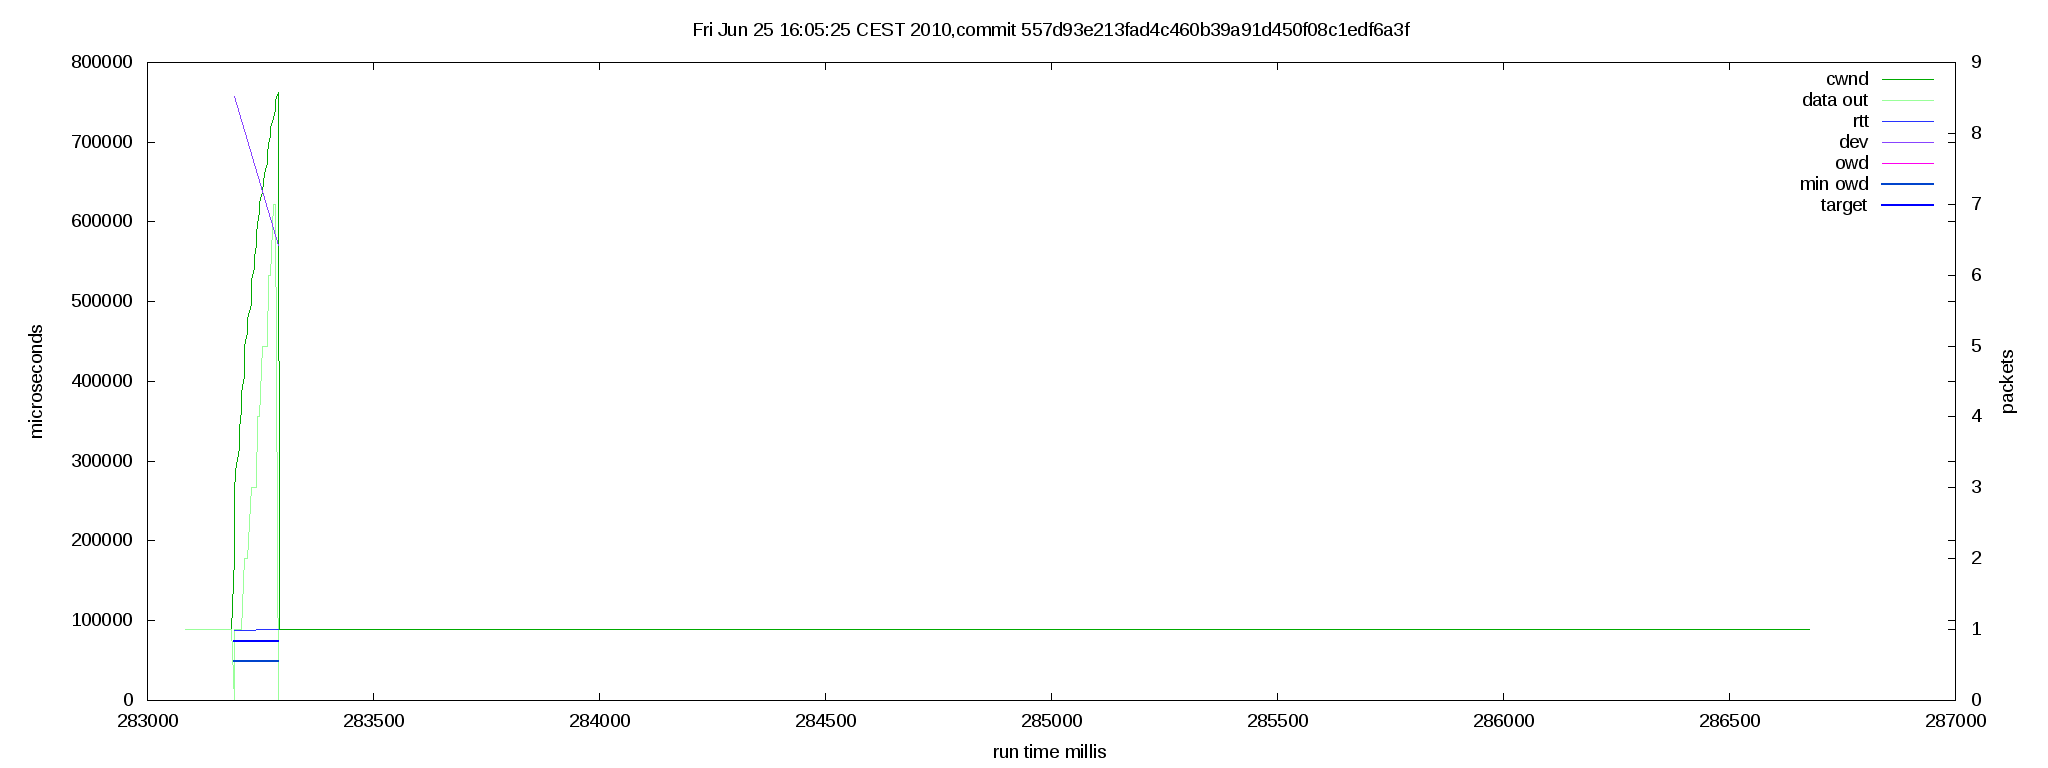 Fri Jun 25 16:05:25 CEST 2010,commit 557d93e213fad4c460b39a91d450f08c1edf6a3f
800000
700000
600000
500000
400000
300000
200000
100000
0
microseconds
9
8
7
6
5
4
3
2
1
0
packets
cwnd
data out
rtt
dev
owd
min owd
target
283000 283500 284000 284500 285000 285500 286000 286500 287000
run time millis